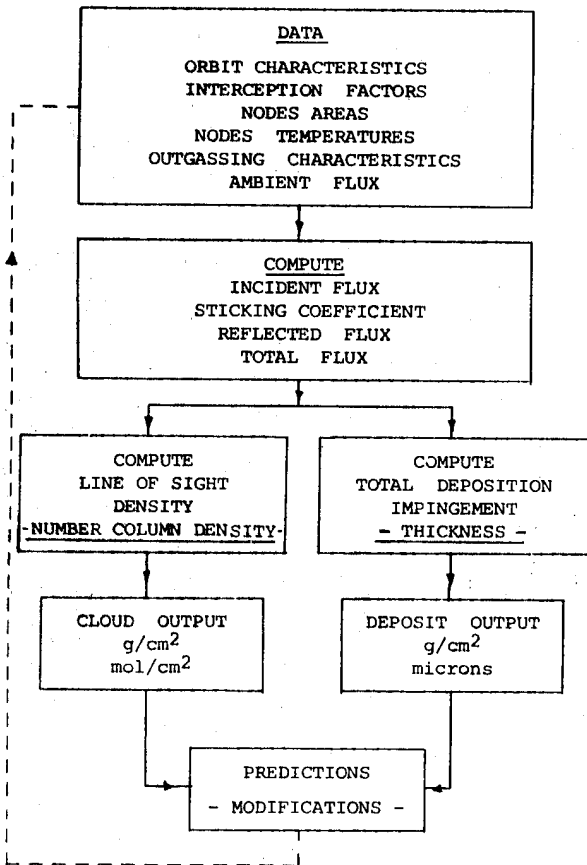 DATA
ORBIT CHARACTERISTICS
INTERCEPTION FACTORS
NODES AREAS
NODES TEMPERATURES
OUTGASSING CHARACTERISTICS
AMBIENT FLUX
COMPUTE
INCIDENT FLUX
STICKING COEFFICIENT
REFLECTED FLUX
TOTAL FLUX
COMPUTE
LINE OF SIGHT
DENSITY
-NUMBER COLUMN DENSITY-
COMPUTE
TOTAL DEPOSITION
IMPINGEMENT
- THICKNESS -
CLOUD OUTPUT
g/cm2
mol/cm2
DEPOSIT OUTPUT
g/cm2
microns
PREDICTIONS
- MODIFICATIONS -